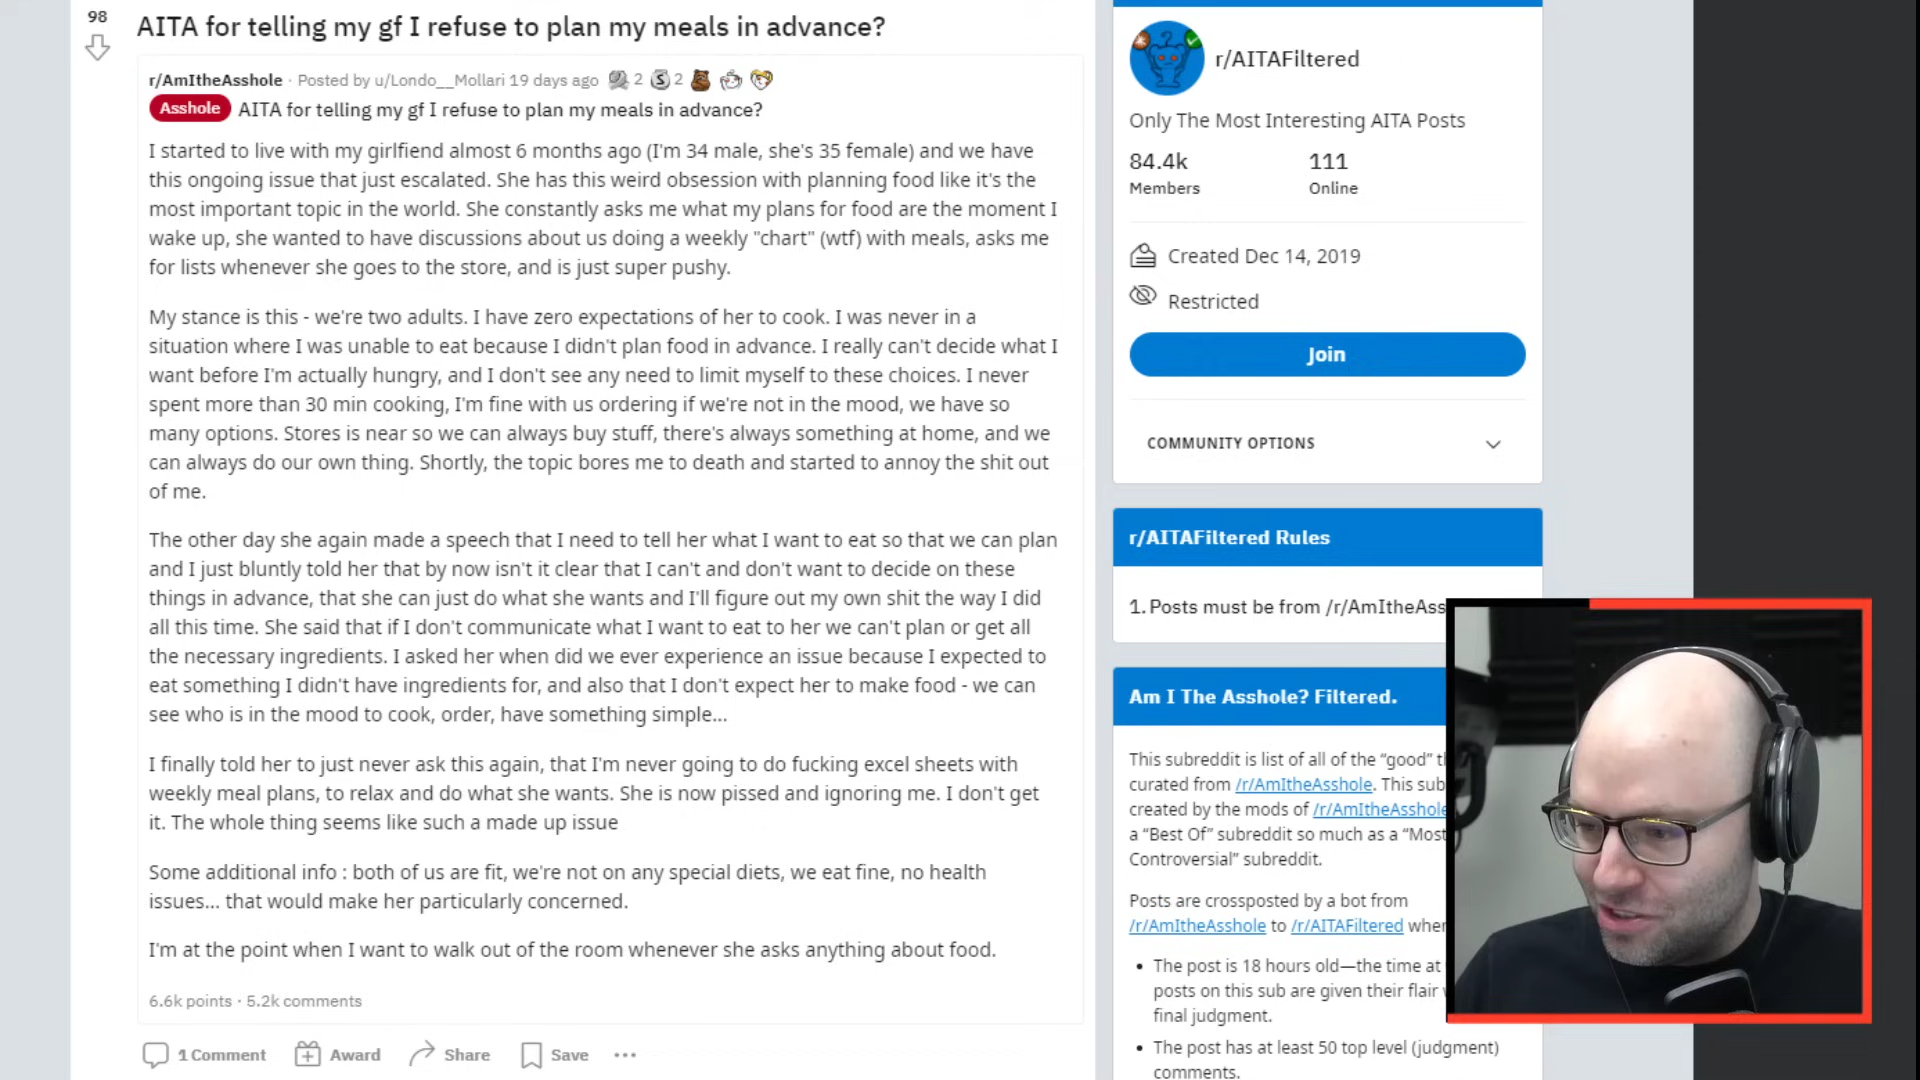 98
AITA for telling my gf I refuse to plan my meals in advance?
r/AmItheAsshole · Posted by u/Londo__Mollari 19 days ago 2 S 2
Asshole AITA for telling my gf I refuse to plan my meals in advance?
I started to live with my girlfiend almost 6 months ago (I'm 34 male, she's 35 female) and we have
this ongoing issue that just escalated. She has this weird obsession with planning food like it's the
most important topic in the world. She constantly asks me what my plans for food are the moment I
wake up, she wanted to have discussions about us doing a weekly "chart" (wtf) with meals, asks me
for lists whenever she goes to the store, and is just super pushy.
My stance is this - we're two adults. I have zero expectations of her to cook. I was never in a
situation where I was unable to eat because I didn't plan food in advance. I really can't decide what I
want before I'm actually hungry, and I don't see any need to limit myself to these choices. I never
spent more than 30 min cooking, I'm fine with us ordering if we're not in the mood, we have so
many options. Stores is near so we can always buy stuff, there's always something at home, and we
can always do our own thing. Shortly, the topic bores me to death and started to annoy the shit out
of me.
The other day she again made a speech that I need to tell her what I want to eat so that we can plan
and I just bluntly told her that by now isn't it clear that I can't and don't want to decide on these
things in advance, that she can just do what she wants and I'll figure out my own shit the way I did
all this time. She said that if I don't communicate what I want to eat to her we can't plan or get all
the necessary ingredients. I asked her when did we ever experience an issue because I expected to
eat something I didn't have ingredients for, and also that I don't expect her to make food - we can
see who is in the mood to cook, order, have something simple...
I finally told her to just never ask this again, that I'm never going to do fucking excel sheets with
weekly meal plans, to relax and do what she wants. She is now pissed and ignoring me. I don't get
it. The whole thing seems like such a made up issue
Some additional info : both of us are fit, we're not on any special diets, we eat fine, no health
issues... that would make her particularly concerned.
I'm at the point when I want to walk out of the room whenever she asks anything about food.
6.6k points · 5.2k comments
1 Comment Award Share Save
r/AITAFiltered
Only The Most Interesting AITA Posts
84.4k 111
Members Online
Created Dec 14, 2019
Restricted
Join
COMMUNITY OPTIONS
r/AITAFiltered Rules
1. Posts must be from /r/AmItheAss
Am I The Asshole? Filtered.
This subreddit is list of all of the “good” t
curated from /r/AmItheAsshole. This sub
created by the mods of /r/AmItheAsshole
a “Best Of” subreddit so much as a “Most
Controversial” subreddit.
Posts are crossposted by a bot from
/r/AmItheAsshole to /r/AITAFiltered wher
The post is 18 hours old—the time at
posts on this sub are given their flair
final judgment.
The post has at least 50 top level (judgment)
comments.